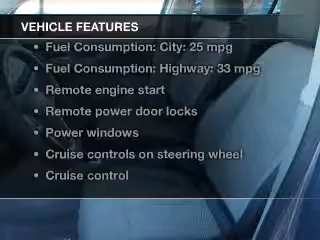 VEHICLE FEATURES
• Fuel Consumption: City: 25 mpg
• Fuel Consumption: Highway: 33 mpg
• Remote engine start
• Remote power door locks
• Power windows
• Cruise controls on steering wheel
• Cruise control